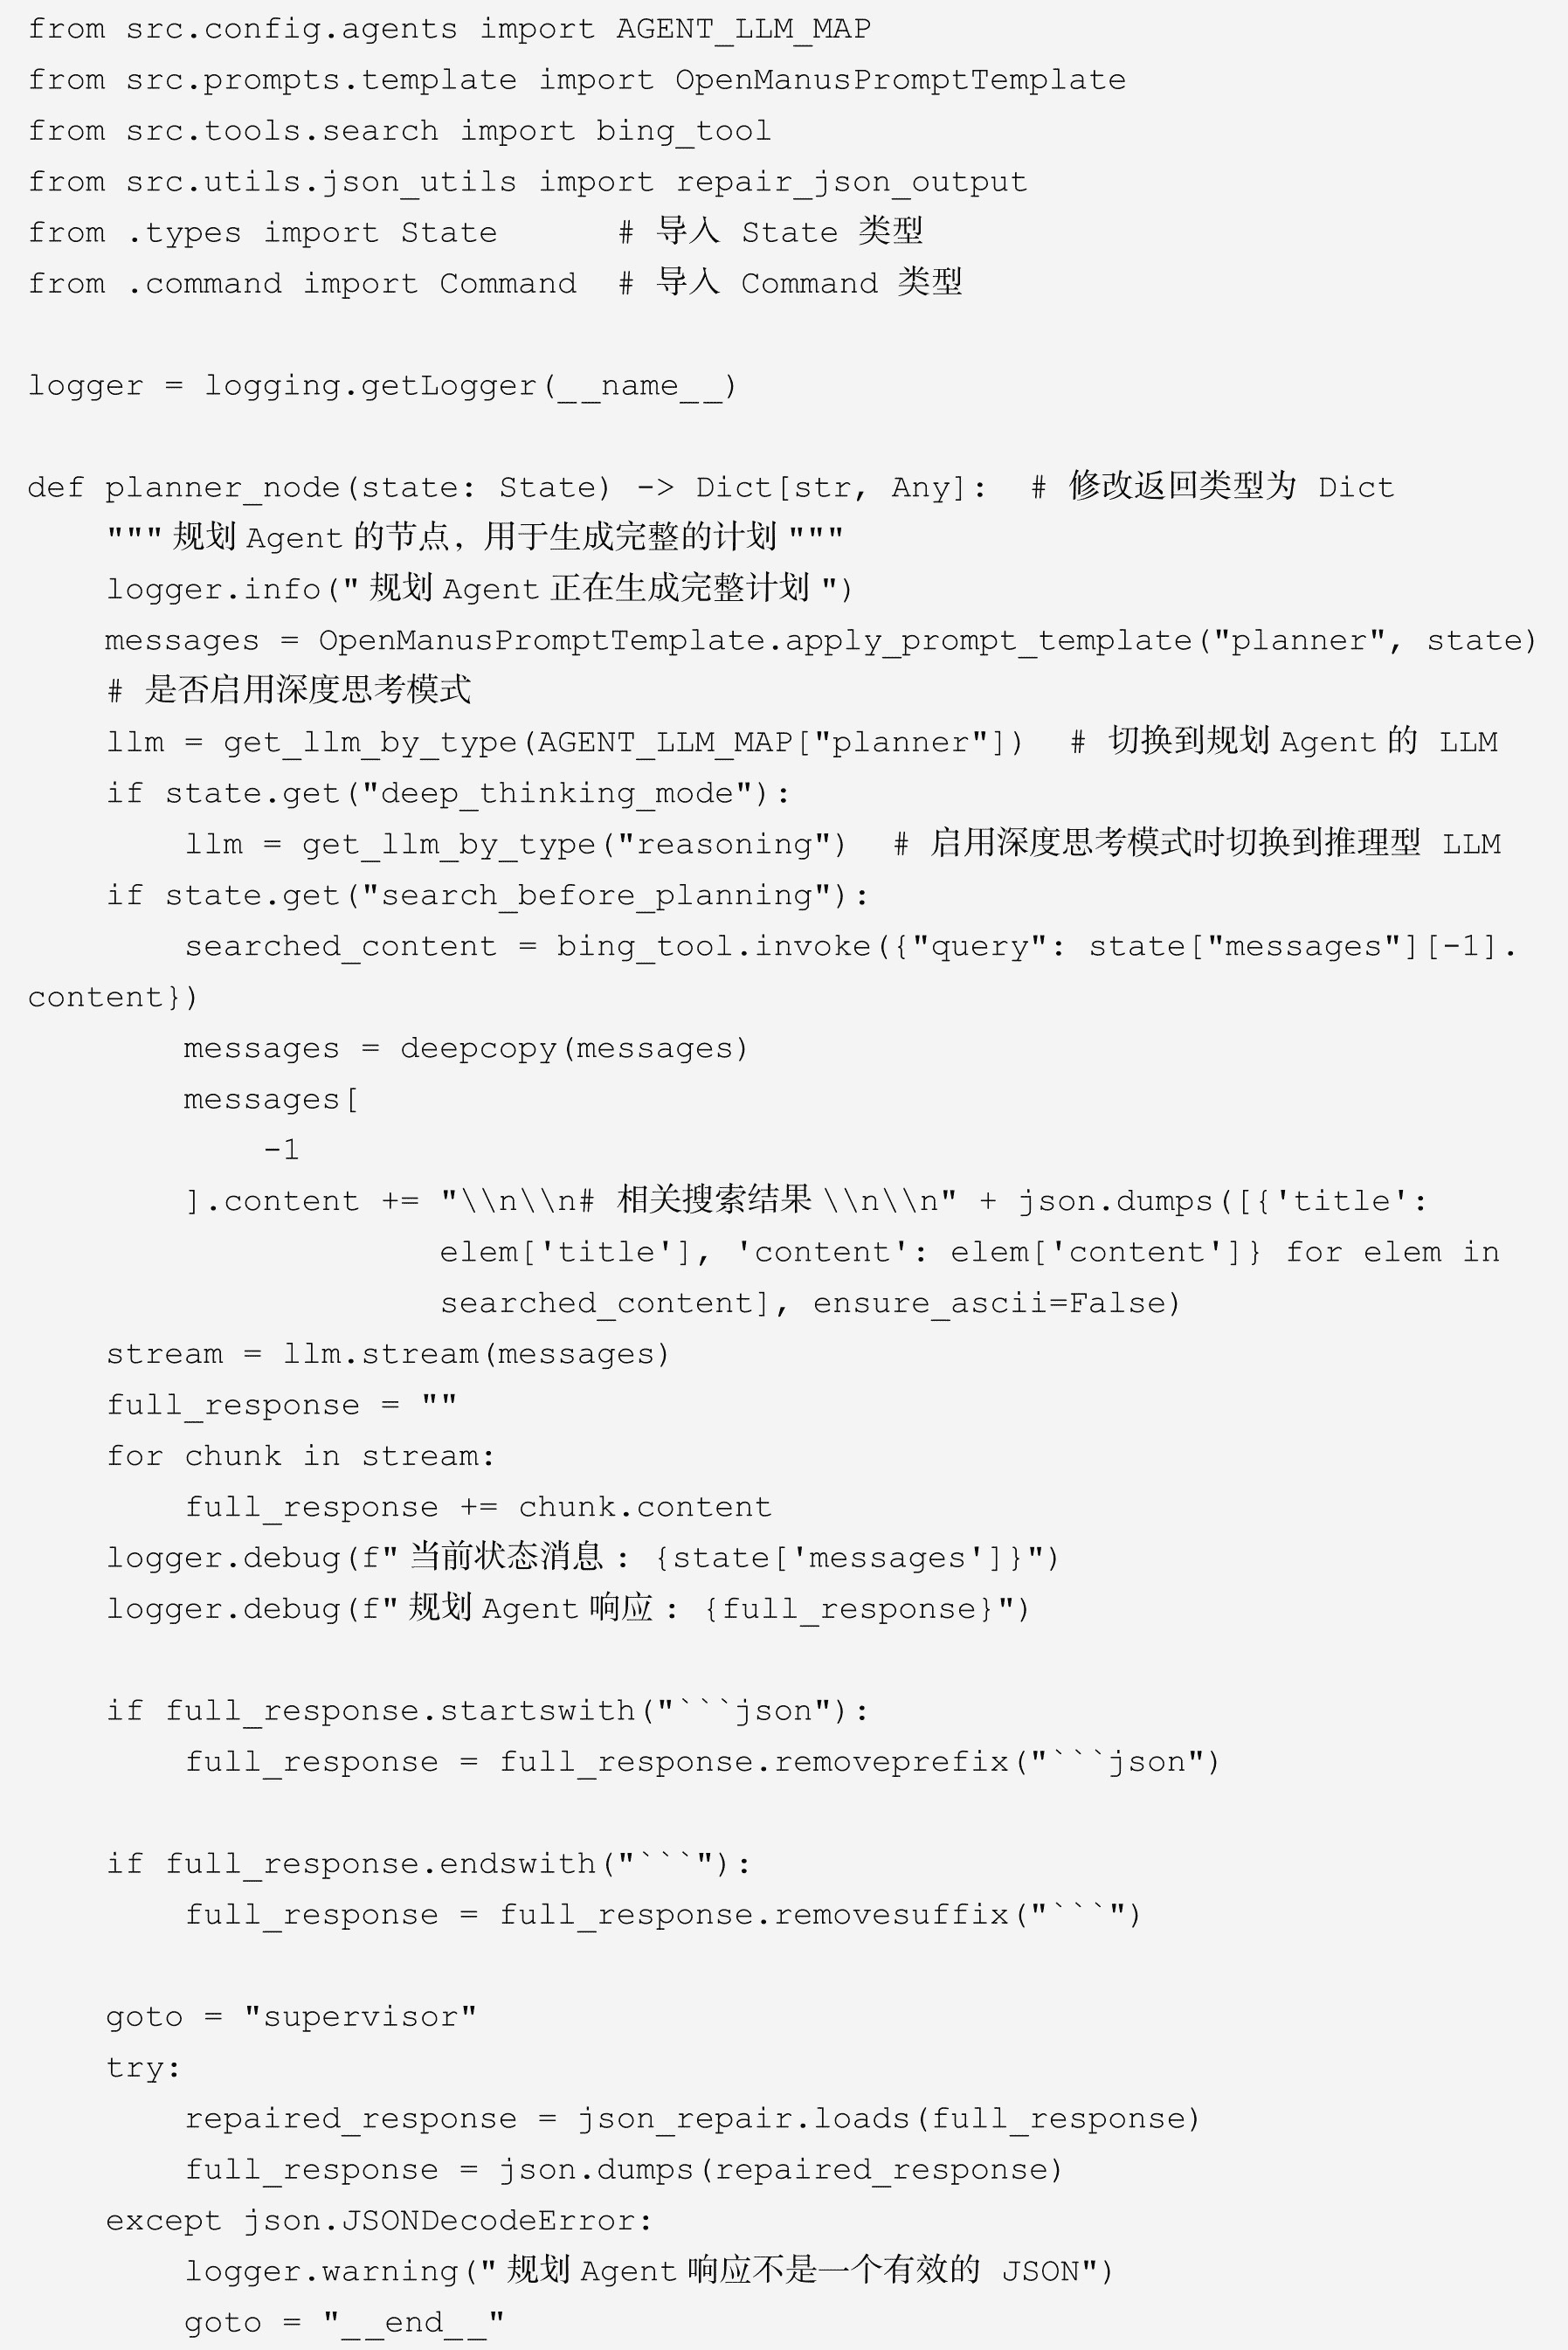 from src.config.agents import AGENT_LLM_MAP
from src.prompts.template import OpenManusPromptTemplate
from src.tools.search import bing_tool
from src.utils.json_utils import repair_json_output
from .types import State      # 导入 State 类型
from .command import Command  # 导入 Command 类型

logger = logging.getLogger(__name__)

def planner_node(state: State) -> Dict[str, Any]:  # 修改返回类型为 Dict
    """ 规划 Agent 的节点，用于生成完整的计划 """
    logger.info(" 规划 Agent 正在生成完整计划 ")
    messages = OpenManusPromptTemplate.apply_prompt_template("planner", state)
    # 是否启用深度思考模式
    llm = get_llm_by_type(AGENT_LLM_MAP["planner"])  # 切换到规划 Agent 的 LLM
    if state.get("deep_thinking_mode"):
        llm = get_llm_by_type("reasoning")  # 启用深度思考模式时切换到推理型 LLM
    if state.get("search_before_planning"):
        searched_content = bing_tool.invoke({"query": state["messages"][-1].
content})
        messages = deepcopy(messages)
        messages[
            -1
        ].content += "\\n\\n# 相关搜索结果 \\n\\n" + json.dumps([{'title':
                     elem['title'], 'content': elem['content']} for elem in
                     searched_content], ensure_ascii=False)
    stream = llm.stream(messages)
    full_response = ""
    for chunk in stream:
        full_response += chunk.content
    logger.debug(f" 当前状态消息 : {state['messages']}")
    logger.debug(f" 规划 Agent 响应 : {full_response}")

    if full_response.startswith("```json"):
        full_response = full_response.removeprefix("```json")

    if full_response.endswith("```"):
        full_response = full_response.removesuffix("```")

    goto = "supervisor"
    try:
        repaired_response = json_repair.loads(full_response)
        full_response = json.dumps(repaired_response)
    except json.JSONDecodeError:
        logger.warning(" 规划 Agent 响应不是一个有效的 JSON")
        goto = "__end__"